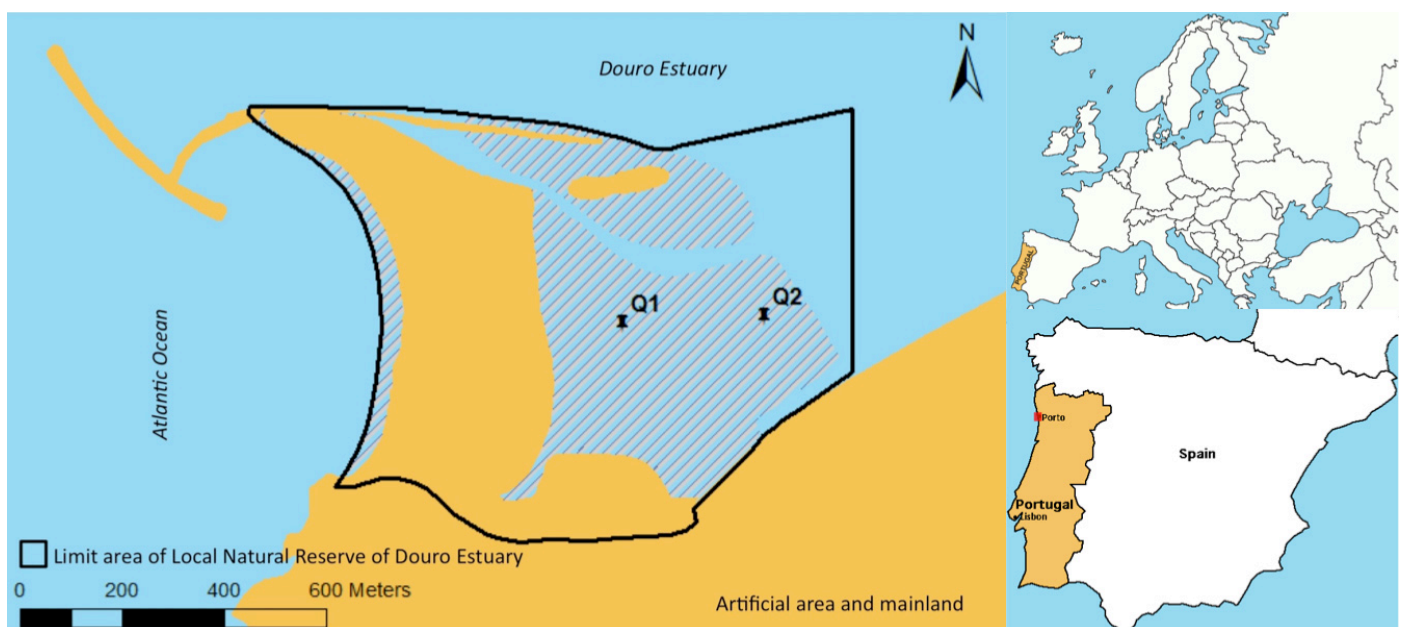 N
Douro Estuary
Atlantic Ocean
Q1
Q2
Limit area of Local Natural Reserve of Douro Estuary
0 200 400 600 Meters
Artificial area and mainland
PORTUGAL
Porto
Spain
Portugal
Lisbon